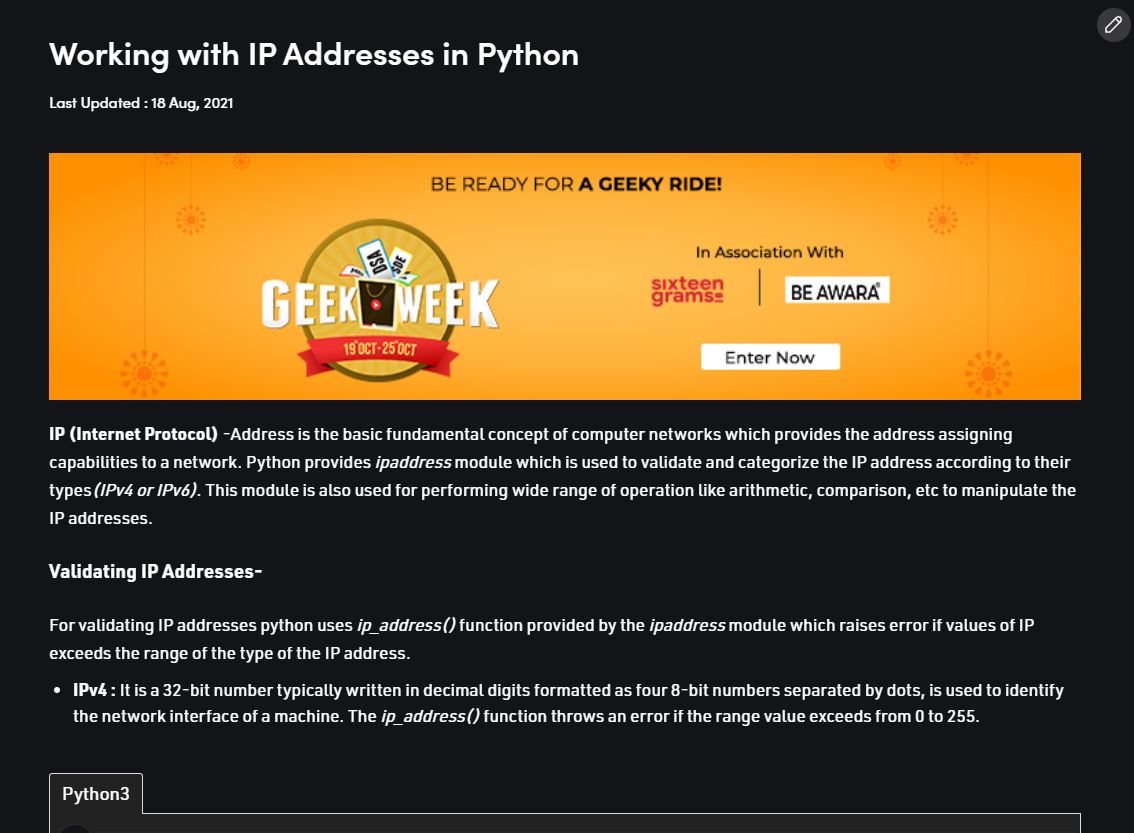 Working with IP Addresses in Python
Last Updated : 18 Aug, 2021
BE READY FOR A GEEKY RIDE!
DSA
SDE
GEEK WEEK
19 OCT-25 OCT
In Association With
sixteen
grams
BE AWARA
Enter Now
IP (Internet Protocol) -Address is the basic fundamental concept of computer networks which provides the address assigning
capabilities to a network. Python provides ipaddress module which is used to validate and categorize the IP address according to their
types(IPv4 or IPv6). This module is also used for performing wide range of operation like arithmetic, comparison, etc to manipulate the
IP addresses.
Validating IP Addresses-
For validating IP addresses python uses ip_address() function provided by the ipaddress module which raises error if values of IP
exceeds the range of the type of the IP address.
• IPv4 : It is a 32-bit number typically written in decimal digits formatted as four 8-bit numbers separated by dots, is used to identify
the network interface of a machine. The ip_address() function throws an error if the range value exceeds from 0 to 255.
Python3